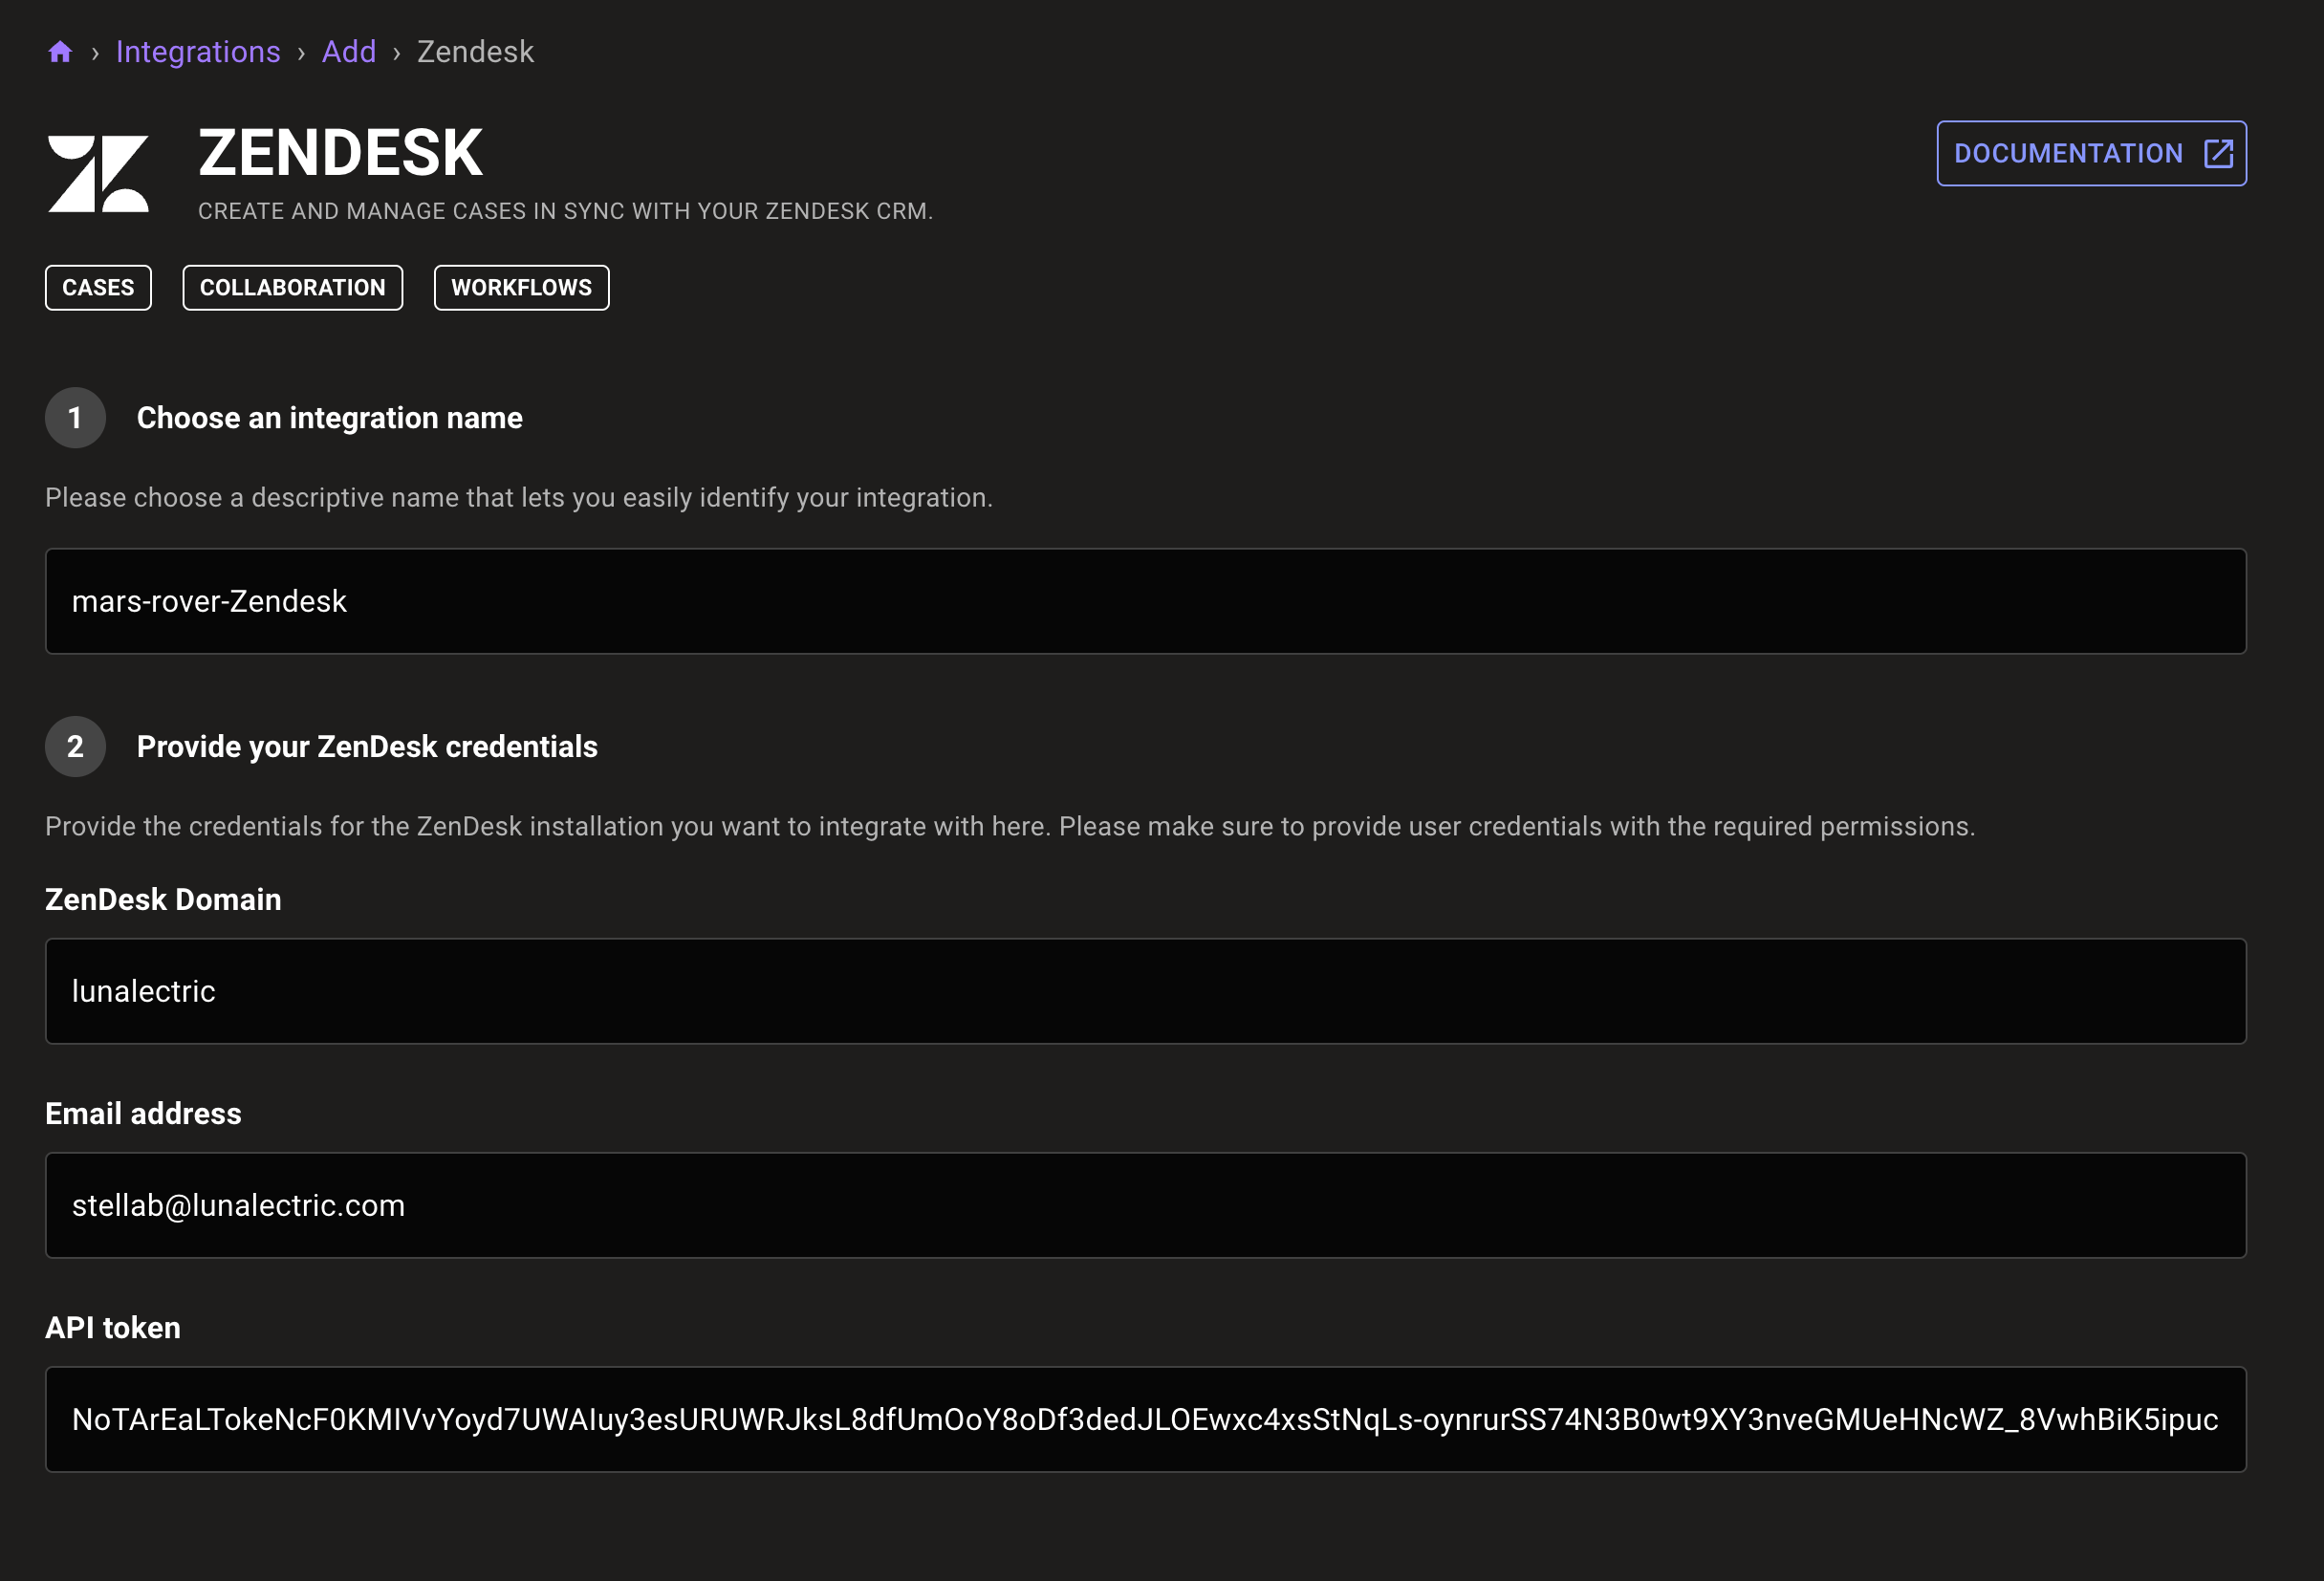 › Integrations › Add › Zendesk
ZENDESK
DOCUMENTATION
CREATE AND MANAGE CASES IN SYNC WITH YOUR ZENDESK CRM.
CASES COLLABORATION WORKFLOWS
1 Choose an integration name
Please choose a descriptive name that lets you easily identify your integration.
mars-rover-Zendesk
2 Provide your ZenDesk credentials
Provide the credentials for the ZenDesk installation you want to integrate with here. Please make sure to provide user credentials with the required permissions.
ZenDesk Domain
lunalectric
Email address
stellab@lunalectric.com
API token
NoTArEaLTokeNcF0KMIVvYoyd7UWAIuy3esURUWRJksL8dfUmOoY8oDf3dedJLOEwxc4xsStNqLs-oynrurSS74N3B0wt9XY3nveGMUeHNcWZ_8VwhBiK5ipuc